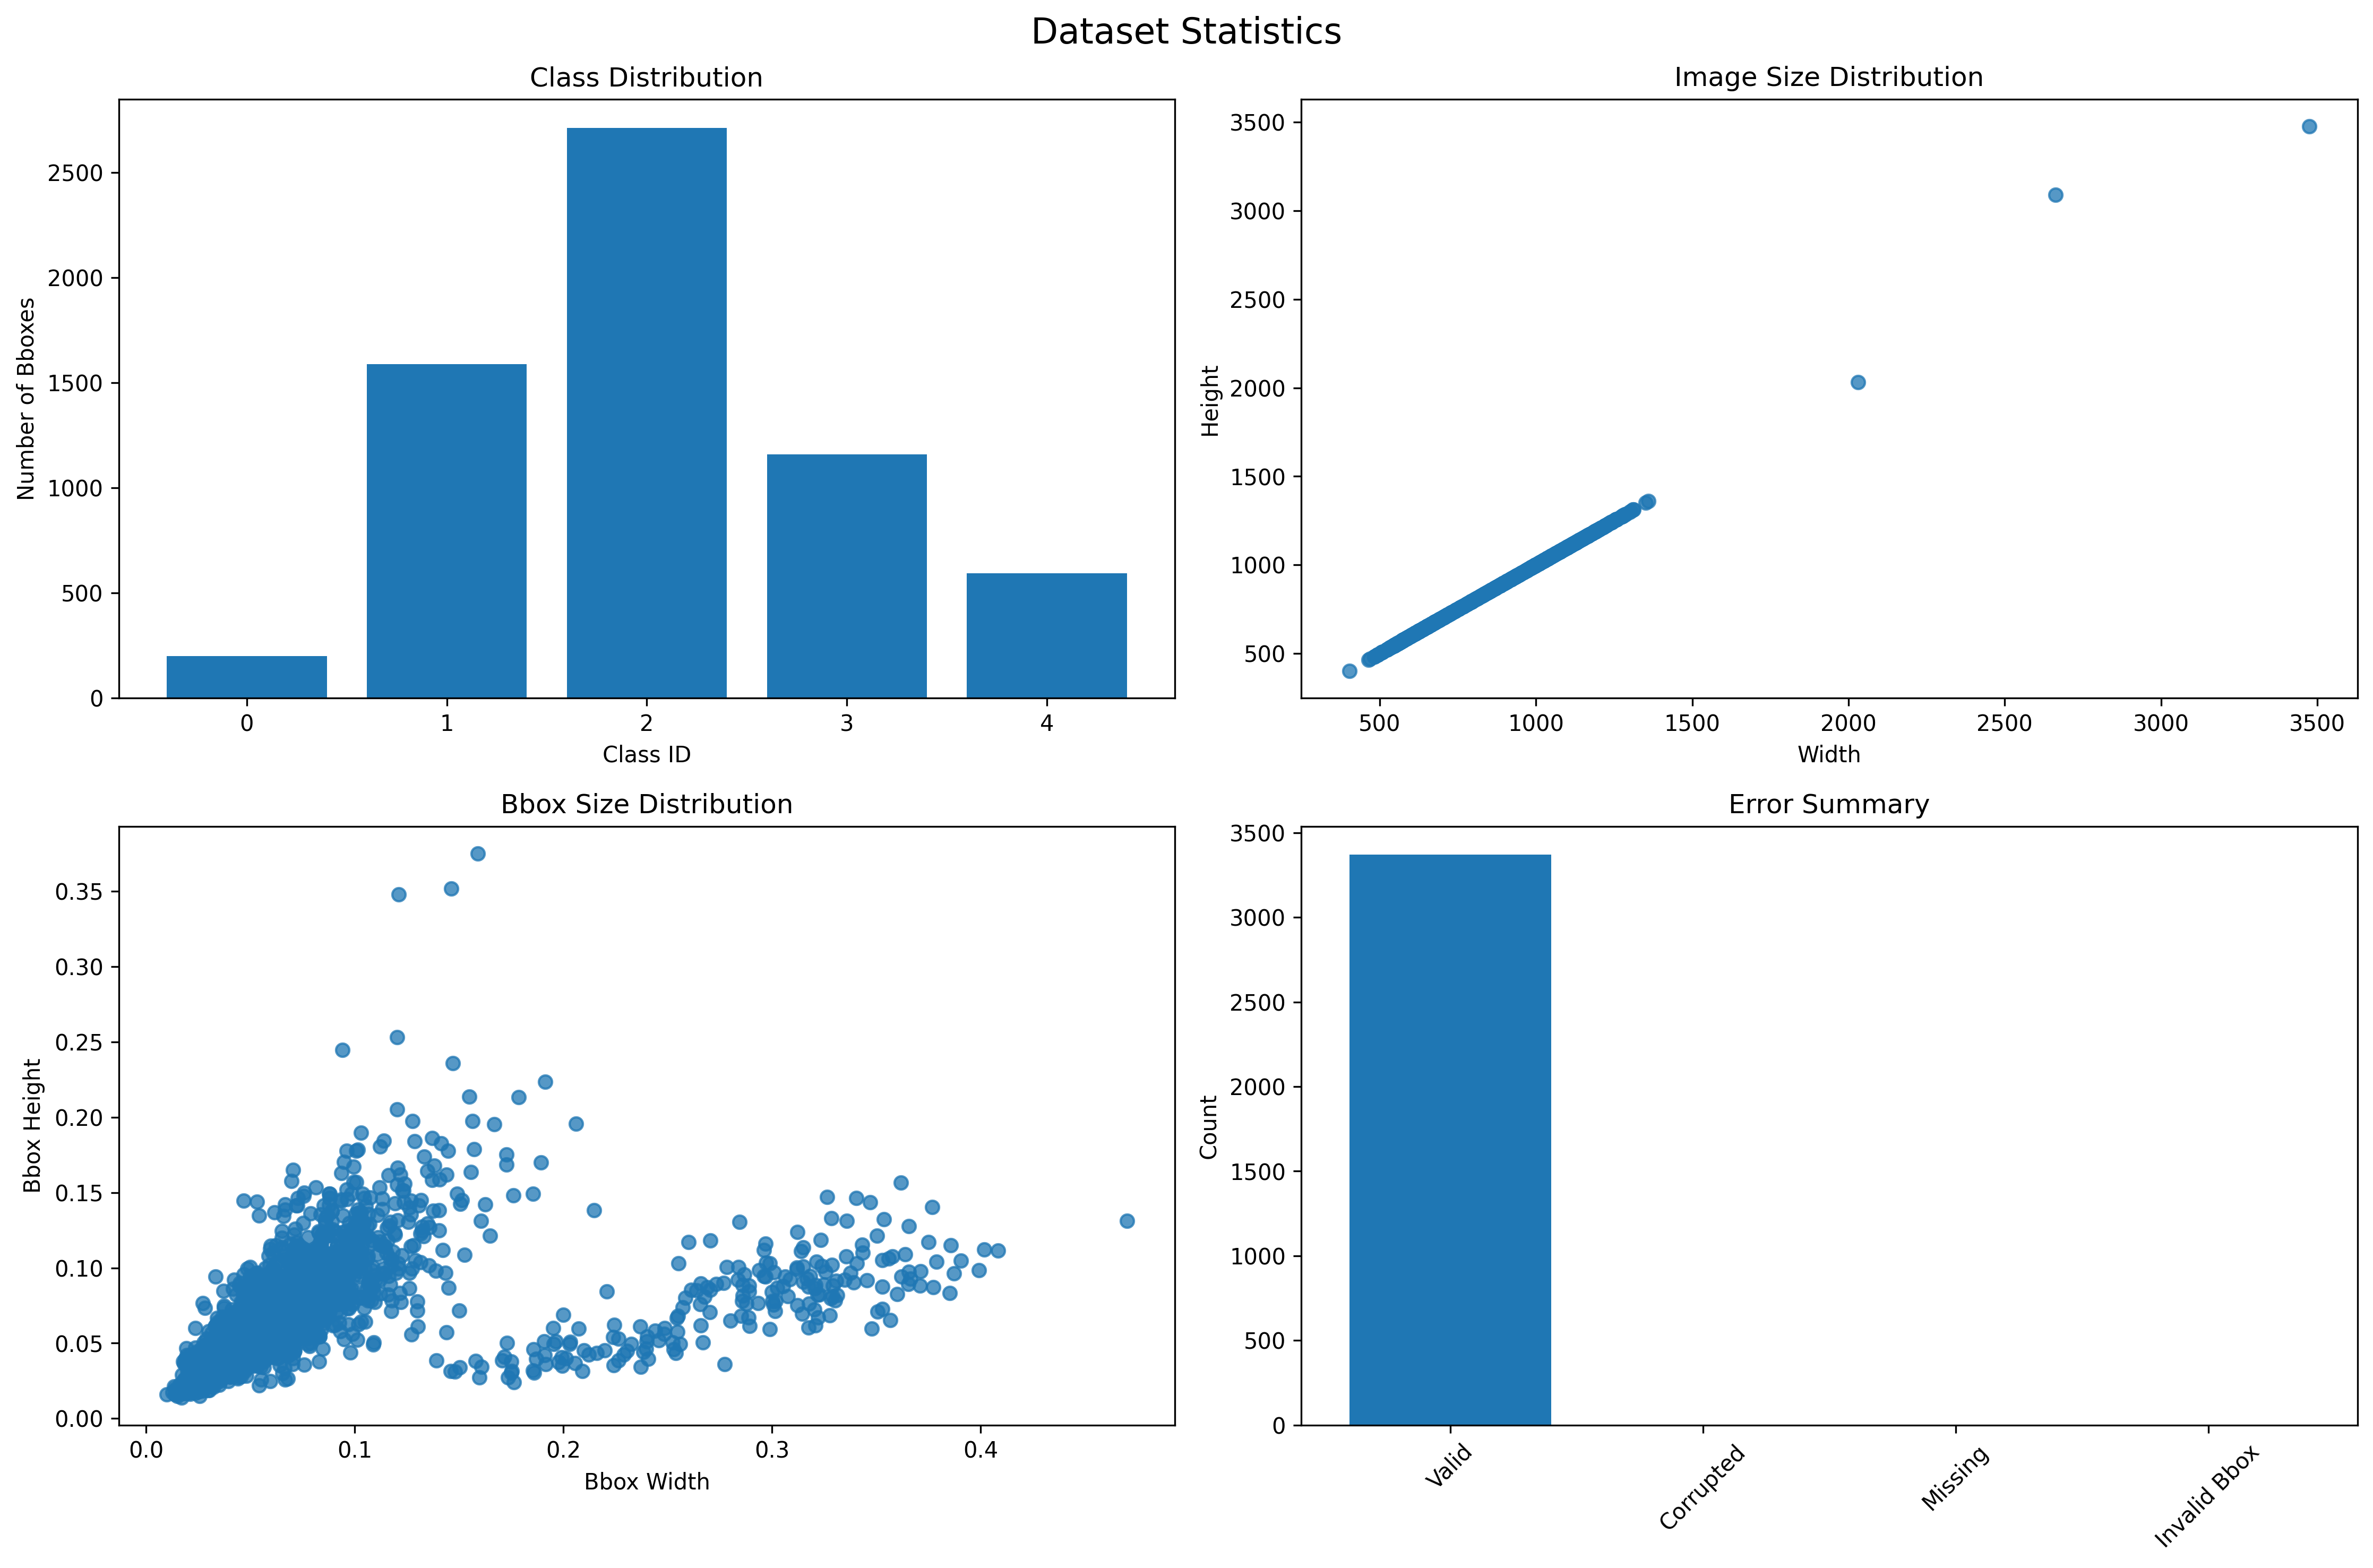 Dataset Statistics
Class Distribution
Number of Bboxes
2500
2000
1500
1000
500
0
0 1 2 3 4
Class ID
Image Size Distribution
Height
3500
3000
2500
2000
1500
1000
500
500 1000 1500 2000 2500 3000 3500
Width
Bbox Size Distribution
Bbox Height
0.35
0.30
0.25
0.20
0.15
0.10
0.05
0.00
0.0 0.1 0.2 0.3 0.4
Bbox Width
Error Summary
Count
3500
3000
2500
2000
1500
1000
500
0
Valid
Corrupted
Missing
Invalid Bbox